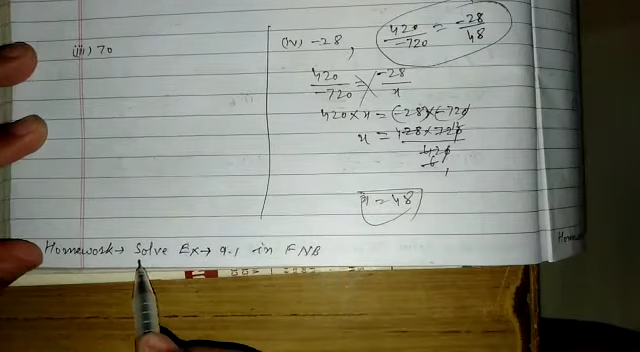 (iii) 70
(iv) -28,
420/-720 = -28/48
420/-720 = -28/x
420 × x = (-28) × (-720)
x = -28 × -720
420
x = 48
Homework → Solve Ex → 9.1 in FNB
Hom